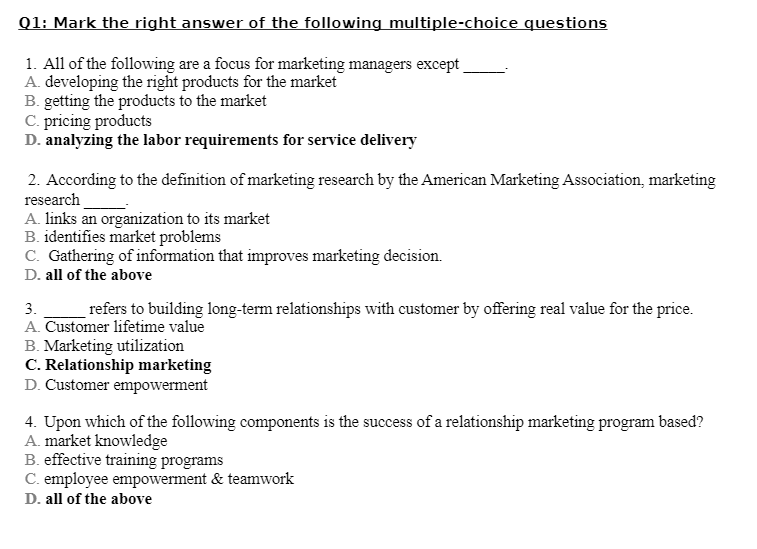 Q1: Mark the right answer of the following multiple-choice questions
1. All of the following are a focus for marketing managers except _____.
A. developing the right products for the market
B. getting the products to the market
C. pricing products
D. analyzing the labor requirements for service delivery
2. According to the definition of marketing research by the American Marketing Association, marketing
research _____.
A. links an organization to its market
B. identifies market problems
C. Gathering of information that improves marketing decision.
D. all of the above
3. _____ refers to building long-term relationships with customer by offering real value for the price.
A. Customer lifetime value
B. Marketing utilization
C. Relationship marketing
D. Customer empowerment
4. Upon which of the following components is the success of a relationship marketing program based?
A. market knowledge
B. effective training programs
C. employee empowerment & teamwork
D. all of the above